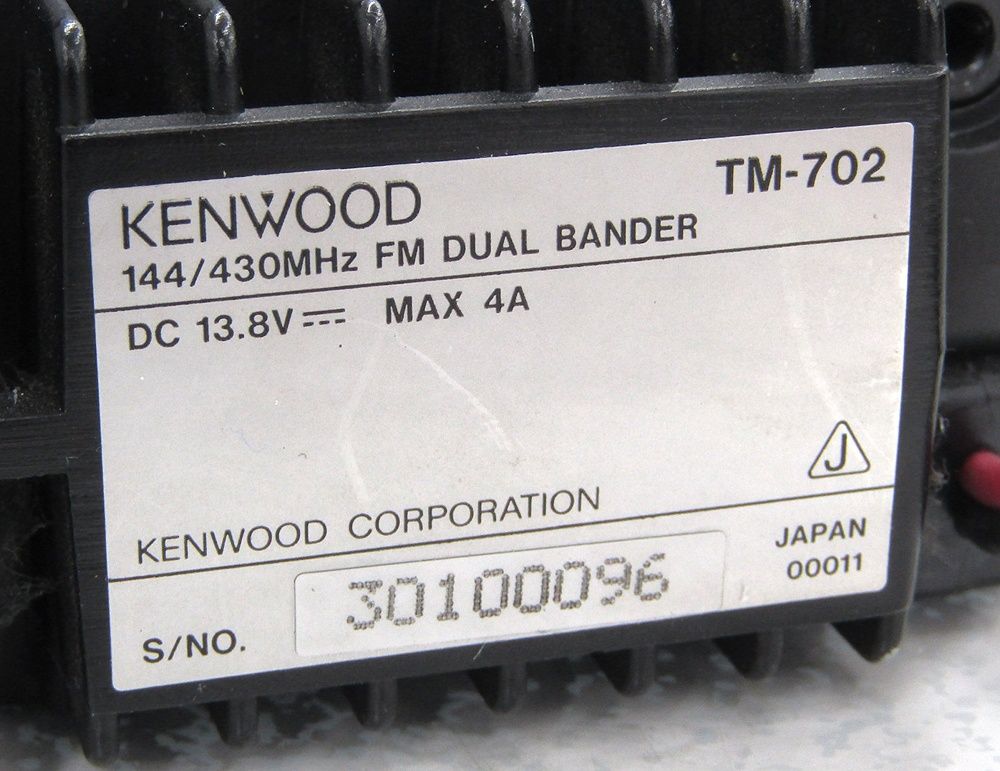 KENWOOD TM-702
144/430MHz FM DUAL BANDER
DC 13.8V ⎓ MAX 4A
J
KENWOOD CORPORATION
JAPAN
00011
S/NO. 30100096